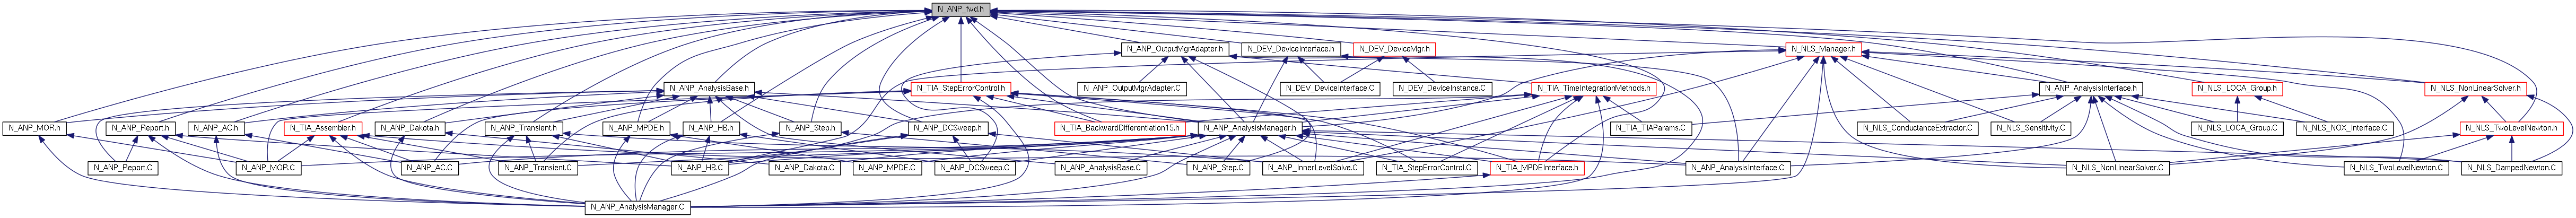 N_ANP_fwd.h
N_ANP_OutputMgrAdapter.h
N_DEV_DeviceInterface.h
N_DEV_DeviceMgr.h
N_NLS_Manager.h
N_ANP_AnalysisBase.h
N_TIA_StepErrorControl.h
N_ANP_OutputMgrAdapter.C
N_DEV_DeviceInterface.C
N_DEV_DeviceInstance.C
N_TIA_TimeIntegrationMethods.h
N_ANP_AnalysisInterface.h
N_NLS_LOCA_Group.h
N_NLS_NonLinearSolver.h
N_ANP_MOR.h
N_ANP_Report.h
N_ANP_AC.h
N_TIA_Assembler.h
N_ANP_Dakota.h
N_ANP_Transient.h
N_ANP_MPDE.h
N_ANP_HB.h
N_ANP_Step.h
N_ANP_DCSweep.h
N_TIA_BackwardDifferentiation15.h
N_ANP_AnalysisManager.h
N_TIA_TIAParams.C
N_NLS_ConductanceExtractor.C
N_NLS_Sensitivity.C
N_NLS_LOCA_Group.C
N_NLS_NOX_Interface.C
N_NLS_TwoLevelNewton.h
N_ANP_Report.C
N_ANP_MOR.C
N_ANP_AC.C
N_ANP_Transient.C
N_ANP_HB.C
N_ANP_Dakota.C
N_ANP_MPDE.C
N_ANP_DCSweep.C
N_ANP_AnalysisBase.C
N_ANP_Step.C
N_ANP_InnerLevelSolve.C
N_TIA_StepErrorControl.C
N_TIA_MPDEInterface.h
N_ANP_AnalysisInterface.C
N_NLS_NonLinearSolver.C
N_NLS_TwoLevelNewton.C
N_NLS_DampedNewton.C
N_ANP_AnalysisManager.C